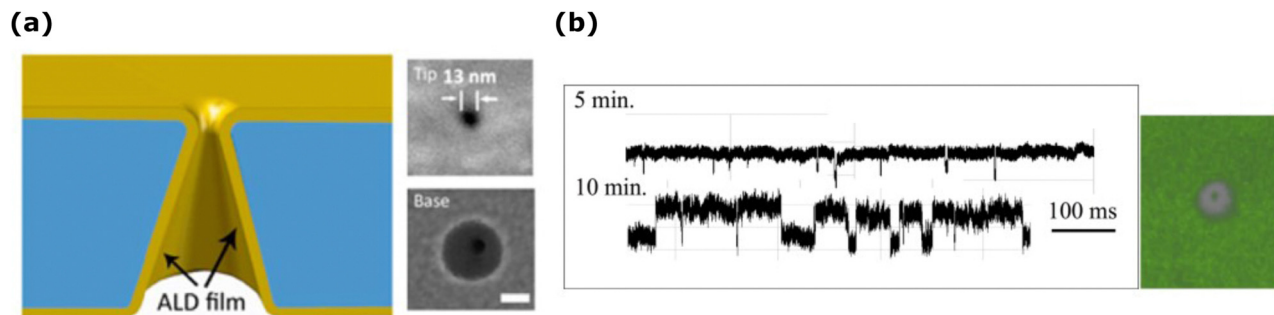 (a)
(b)
Tip
13 nm
Base
ALD film
5 min.
10 min.
100 ms